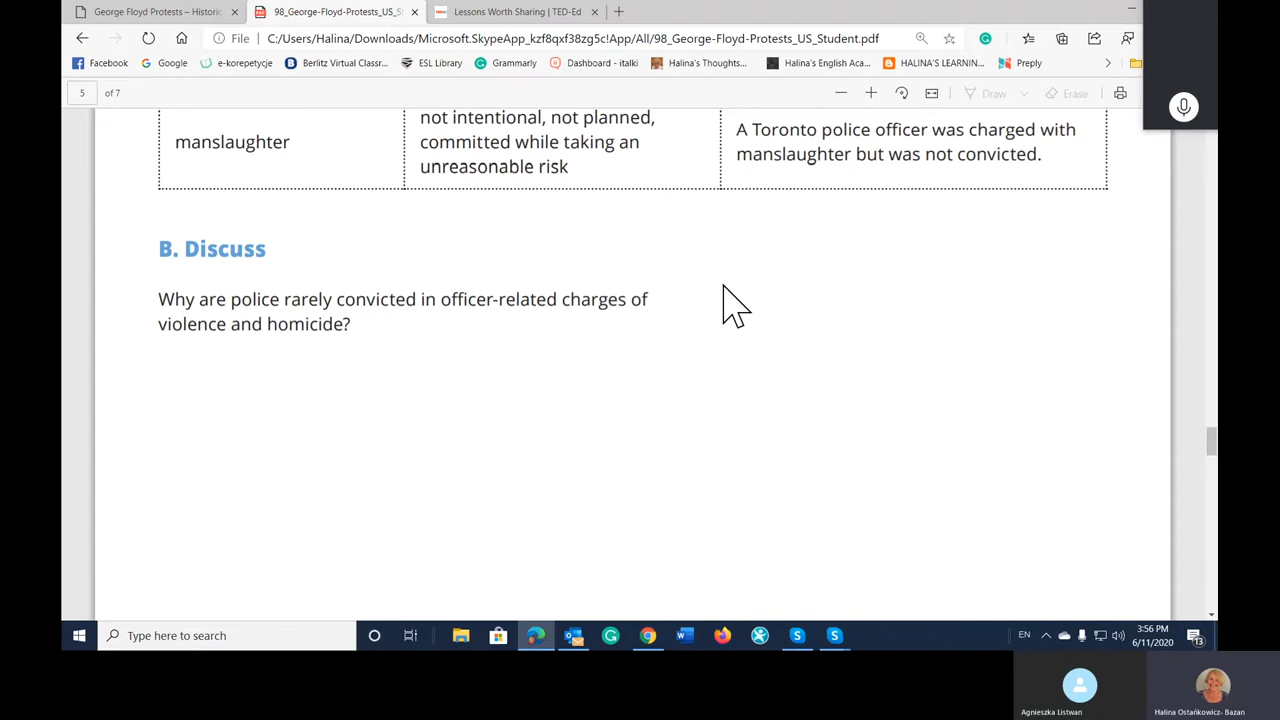 George Floyd Protests – Historic
98_George-Floyd-Protests_US_St
Lessons Worth Sharing | TED-Ed
File
C:/Users/Halina/Downloads/Microsoft.SkypeApp_kzf8qxf38zg5c!App/All/98_George-Floyd-Protests_US_Student.pdf
Facebook
Google
e-korepetycje
Berlitz Virtual Classr...
ESL Library
Grammarly
Dashboard - italki
Halina's Thoughts...
Halina's English Aca...
HALINA'S LEARNIN...
Preply
5 of 7
Draw
Erase
manslaughter
not intentional, not planned,
committed while taking an
unreasonable risk
A Toronto police officer was charged with
manslaughter but was not convicted.
B. Discuss
Why are police rarely convicted in officer-related charges of
violence and homicide?
Type here to search
EN
3:56 PM
6/11/2020
13
Agnieszka Listwan
Halina Ostańkowicz- Bazan